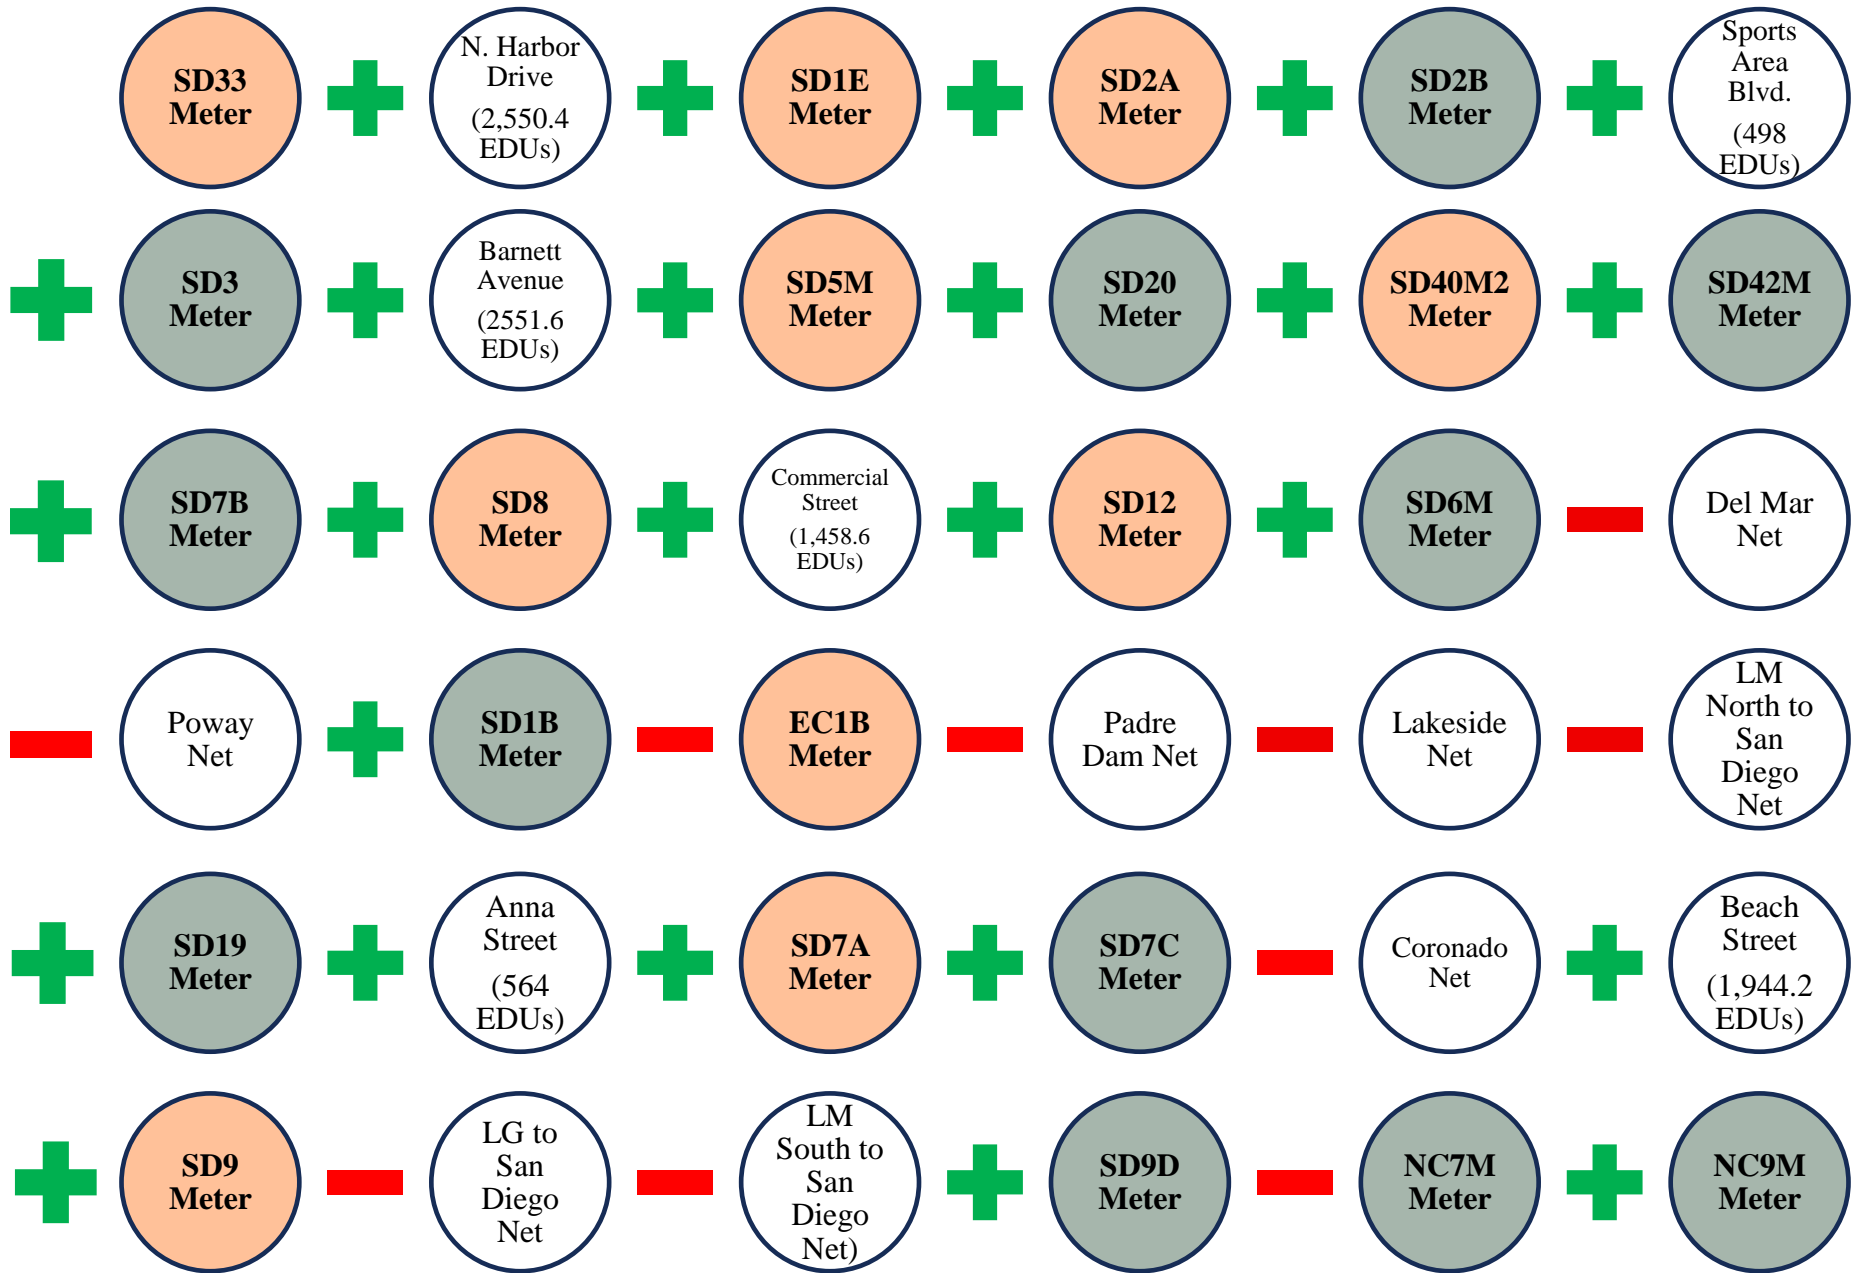 SD33
Meter
N. Harbor
Drive
(2,550.4
EDUs)
SD1E
Meter
SD2A
Meter
SD2B
Meter
Sports
Area
Blvd.
(498
EDUs)
SD3
Meter
Barnett
Avenue
(2551.6
EDUs)
SD5M
Meter
SD20
Meter
SD40M2
Meter
SD42M
Meter
SD7B
Meter
SD8
Meter
Commercial
Street
(1,458.6
EDUs)
SD12
Meter
SD6M
Meter
Del Mar
Net
Poway
Net
SD1B
Meter
EC1B
Meter
Padre
Dam Net
Lakeside
Net
LM
North to
San
Diego
Net
SD19
Meter
Anna
Street
(564
EDUs)
SD7A
Meter
SD7C
Meter
Coronado
Net
Beach
Street
(1,944.2
EDUs)
SD9
Meter
LG to
San
Diego
Net
LM
South to
San
Diego
Net)
SD9D
Meter
NC7M
Meter
NC9M
Meter